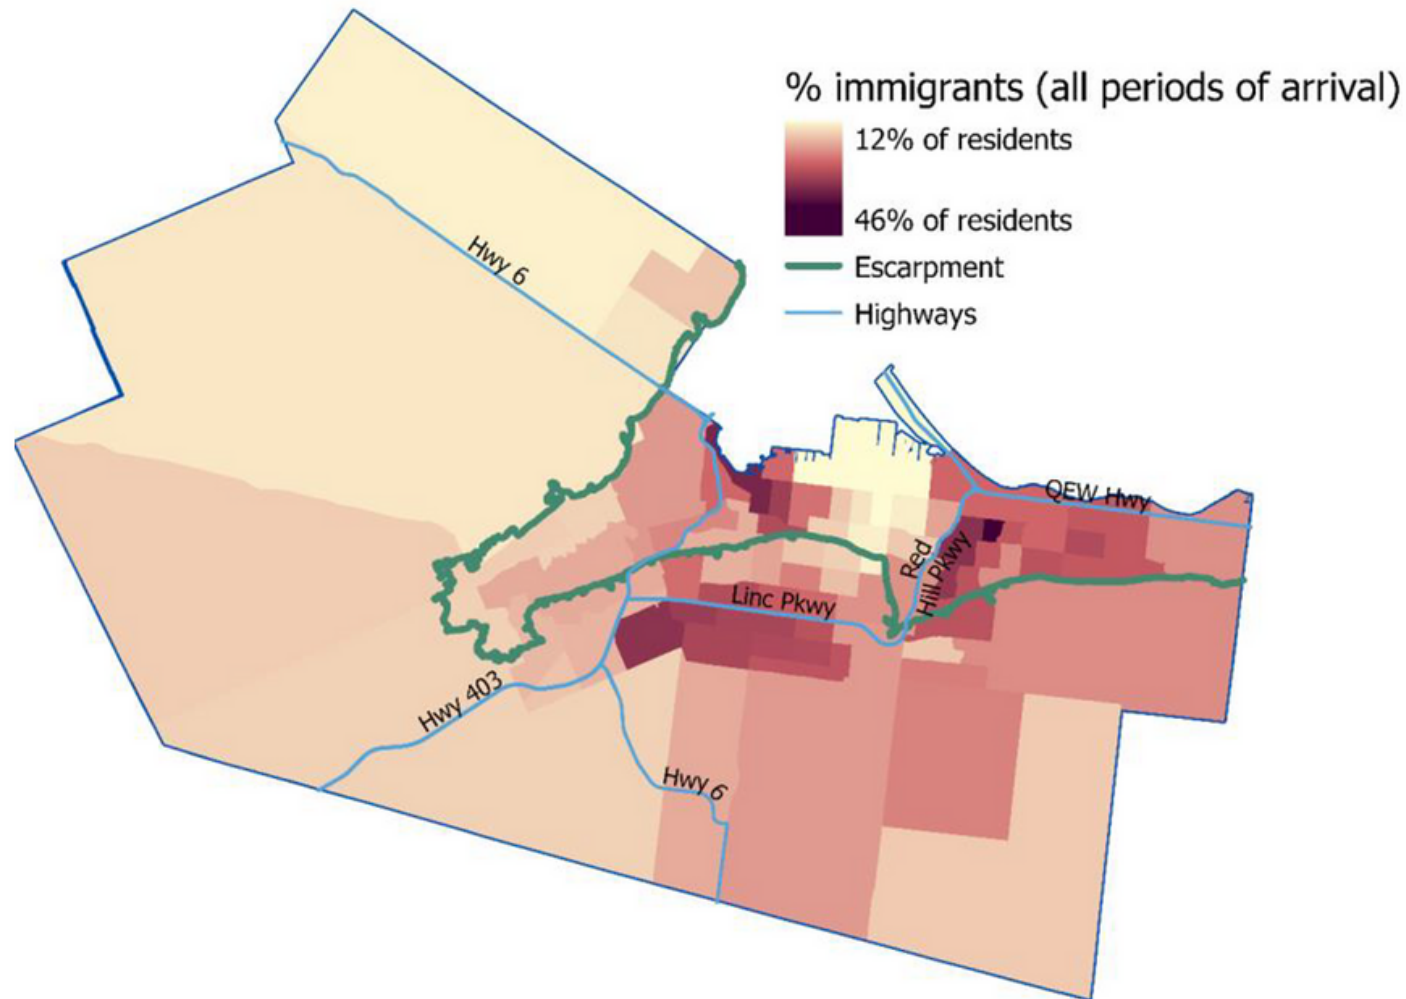 % immigrants (all periods of arrival)
12% of residents
46% of residents
Escarpment
Highways
Hwy 6
QEW Hwy
Red
Hill Pkwy
Linc Pkwy
Hwy 403
Hwy 6